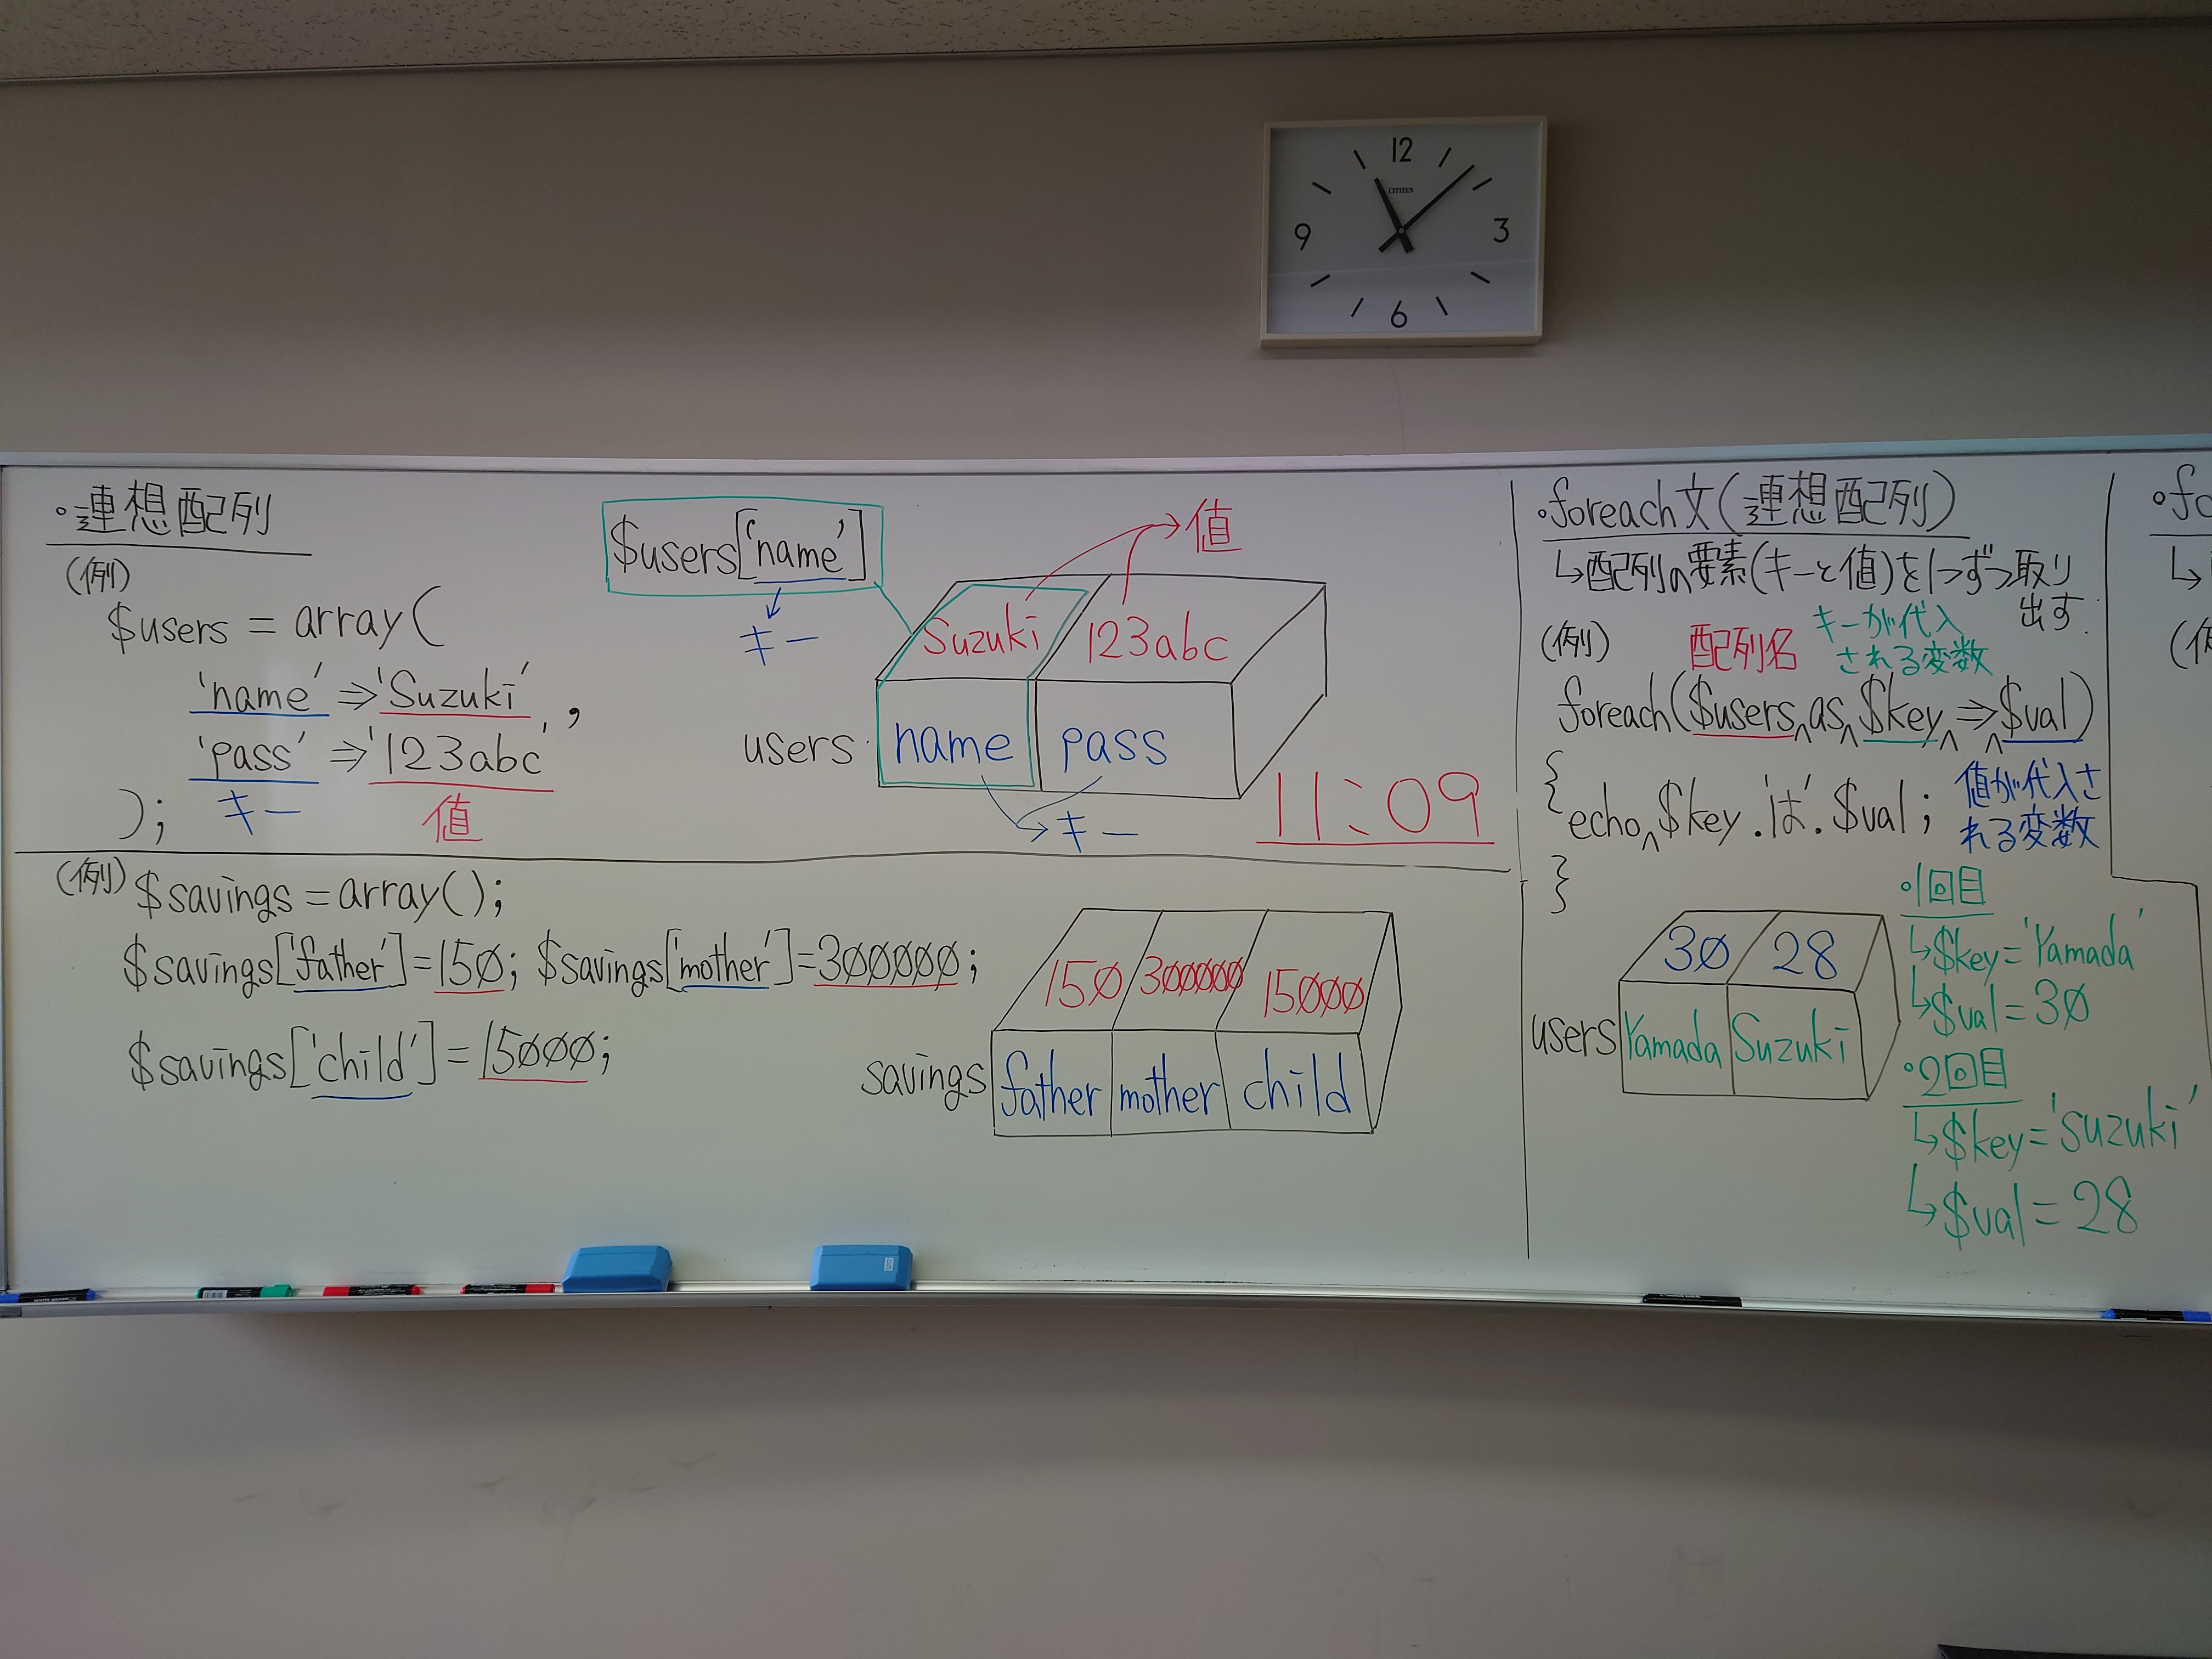 12
CITIZEN
9
3
6
・連想配列
(例)
$users = array(
'name' ⇒ 'Suzuki',
'pass' ⇒ '123abc'
);
キー
値
$users['name']
キー
値
Suzuki
123abc
users
name
pass
キー
11:09
(例) $savings = array();
$savings['father'] = 150; $savings['mother'] = 300000;
$savings['child'] = 15000;
150
300000
15000
savings
father
mother
child
・foreach文(連想配列)
↳配列の要素(キーと値)を1つずつ取り
出す.
(例)
配列名
キーが代入
される変数
foreach($users^as^$key^⇒^$val)
{
echo^$key.'は'.$val;
値が代入さ
れる変数
}
30
28
users
Yamada
Suzuki
・1回目
↳$key='Yamada'
↳$val=30
・2回目
↳$key='suzuki'
↳$val=28
・fo
↳